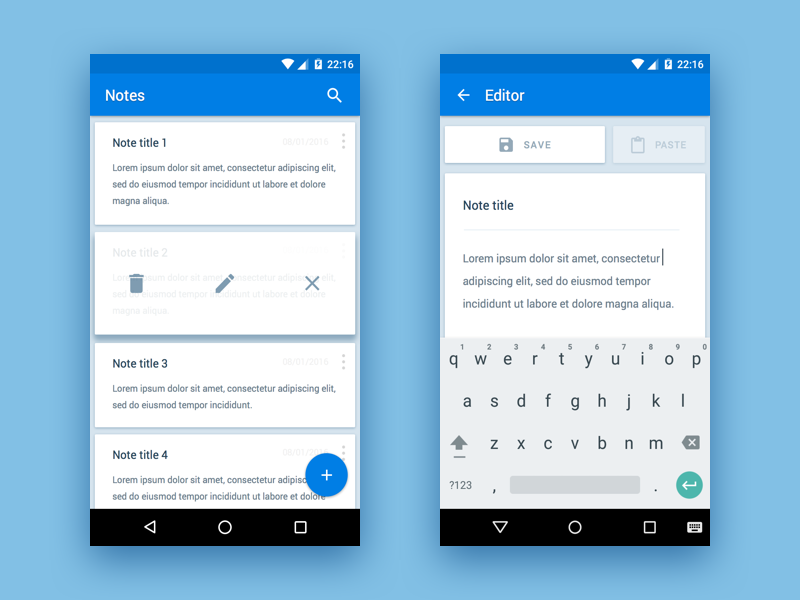 22:16
Notes
Note title 1
08/01/2016
Lorem ipsum dolor sit amet, consectetur adipiscing elit,
sed do eiusmod tempor incididunt ut labore et dolore
magna aliqua.
Note title 2
Lorem ipsum dolor sit amet, consectetur adipiscing elit,
sed do eiusmod tempor incididunt ut labore et dolore
magna aliqua.
Note title 3
08/01/2016
Lorem ipsum dolor sit amet, consectetur adipiscing elit,
sed do eiusmod tempor incididunt.
Note title 4
08/01/
Lorem ipsum dolor sit amet, consectetur adipis
sed do eiusmod tempor incididunt ut labore et dolore
22:16
Editor
SAVE PASTE
Note title
Lorem ipsum dolor sit amet, consectetur
adipiscing elit, sed do eiusmod tempor
incididunt ut labore et dolore magna aliqua.
1 2 3 4 5 6 7 8 9 0
q w e r t y u i o p
a s d f g h j k l
z x c v b n m
?123 , .